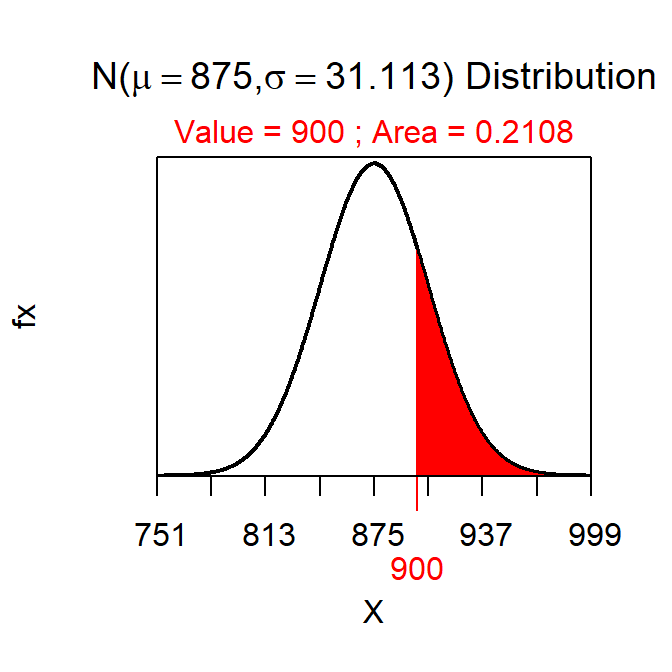 N(μ = 875,σ = 31.113) Distribution
Value = 900 ; Area = 0.2108
fx
751 813 875 937 999
900
X